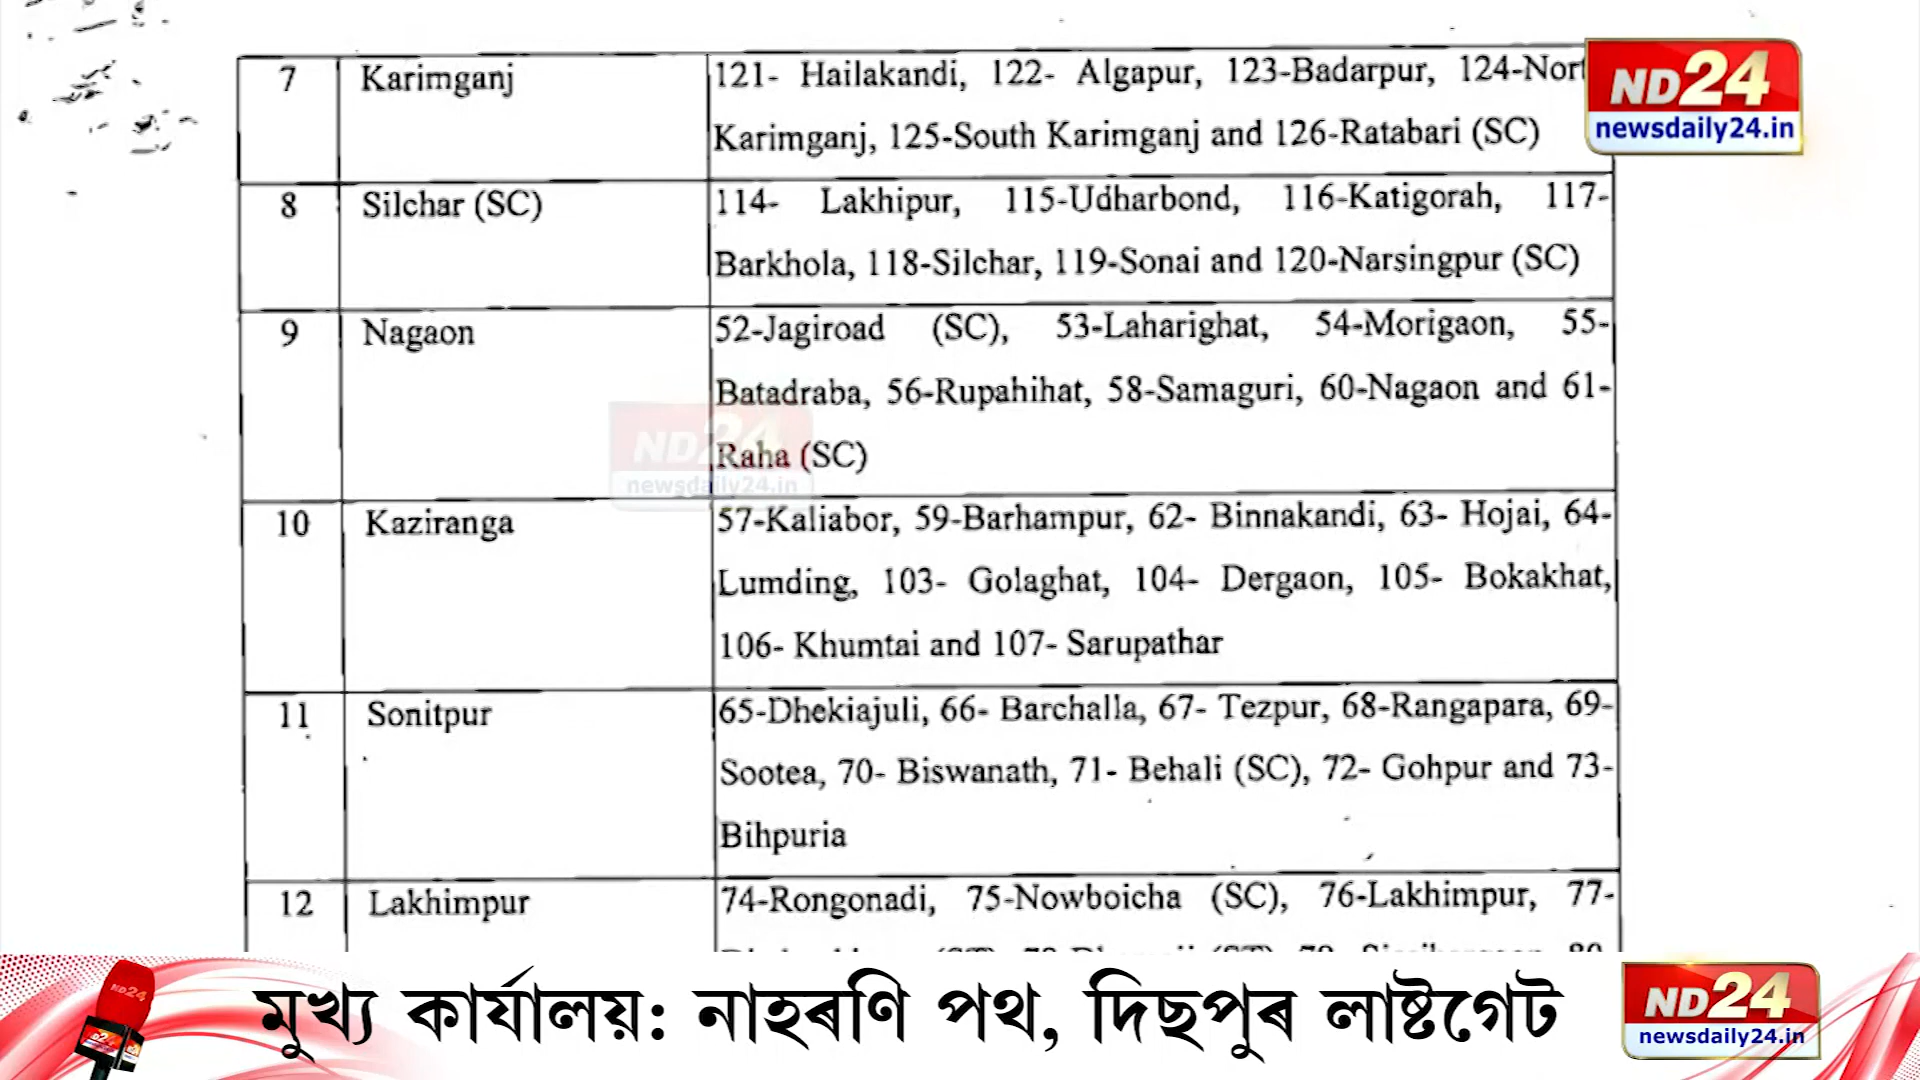 7 Karimganj 121- Hailakandi, 122- Algapur, 123-Badarpur, 124-Nort
Karimganj, 125-South Karimganj and 126-Ratabari (SC)
ND24
newsdaily24.in
8 Silchar (SC) 114- Lakhipur, 115-Udharbond, 116-Katigorah, 117-
Barkhola, 118-Silchar, 119-Sonai and 120-Narsingpur (SC)
9 Nagaon 52-Jagiroad (SC), 53-Laharighat, 54-Morigaon, 55-
Batadraba, 56-Rupahihat, 58-Samaguri, 60-Nagaon and 61-
Raha (SC)
ND24
newsdaily24.in
10 Kaziranga 57-Kaliabor, 59-Barhampur, 62- Binnakandi, 63- Hojai, 64-
Lumding, 103- Golaghat, 104- Dergaon, 105- Bokakhat,
106- Khumtai and 107- Sarupathar
11 Sonitpur 65-Dhekiajuli, 66- Barchalla, 67- Tezpur, 68-Rangapara, 69-
Sootea, 70- Biswanath, 71- Behali (SC), 72- Gohpur and 73-
Bihpuria
12 Lakhimpur 74-Rongonadi, 75-Nowboicha (SC), 76-Lakhimpur, 77-
ND24
মুখ্য কাৰ্যালয়: নাহৰণি পথ, দিছপুৰ লাষ্টগেট
ND24
newsdaily24.in